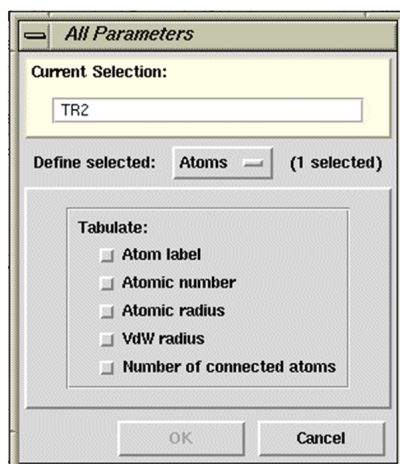 All Parameters
Current Selection:
TR2
Define selected: Atoms (1 selected)
Tabulate:
Atom label
Atomic number
Atomic radius
VdW radius
Number of connected atoms
OK Cancel